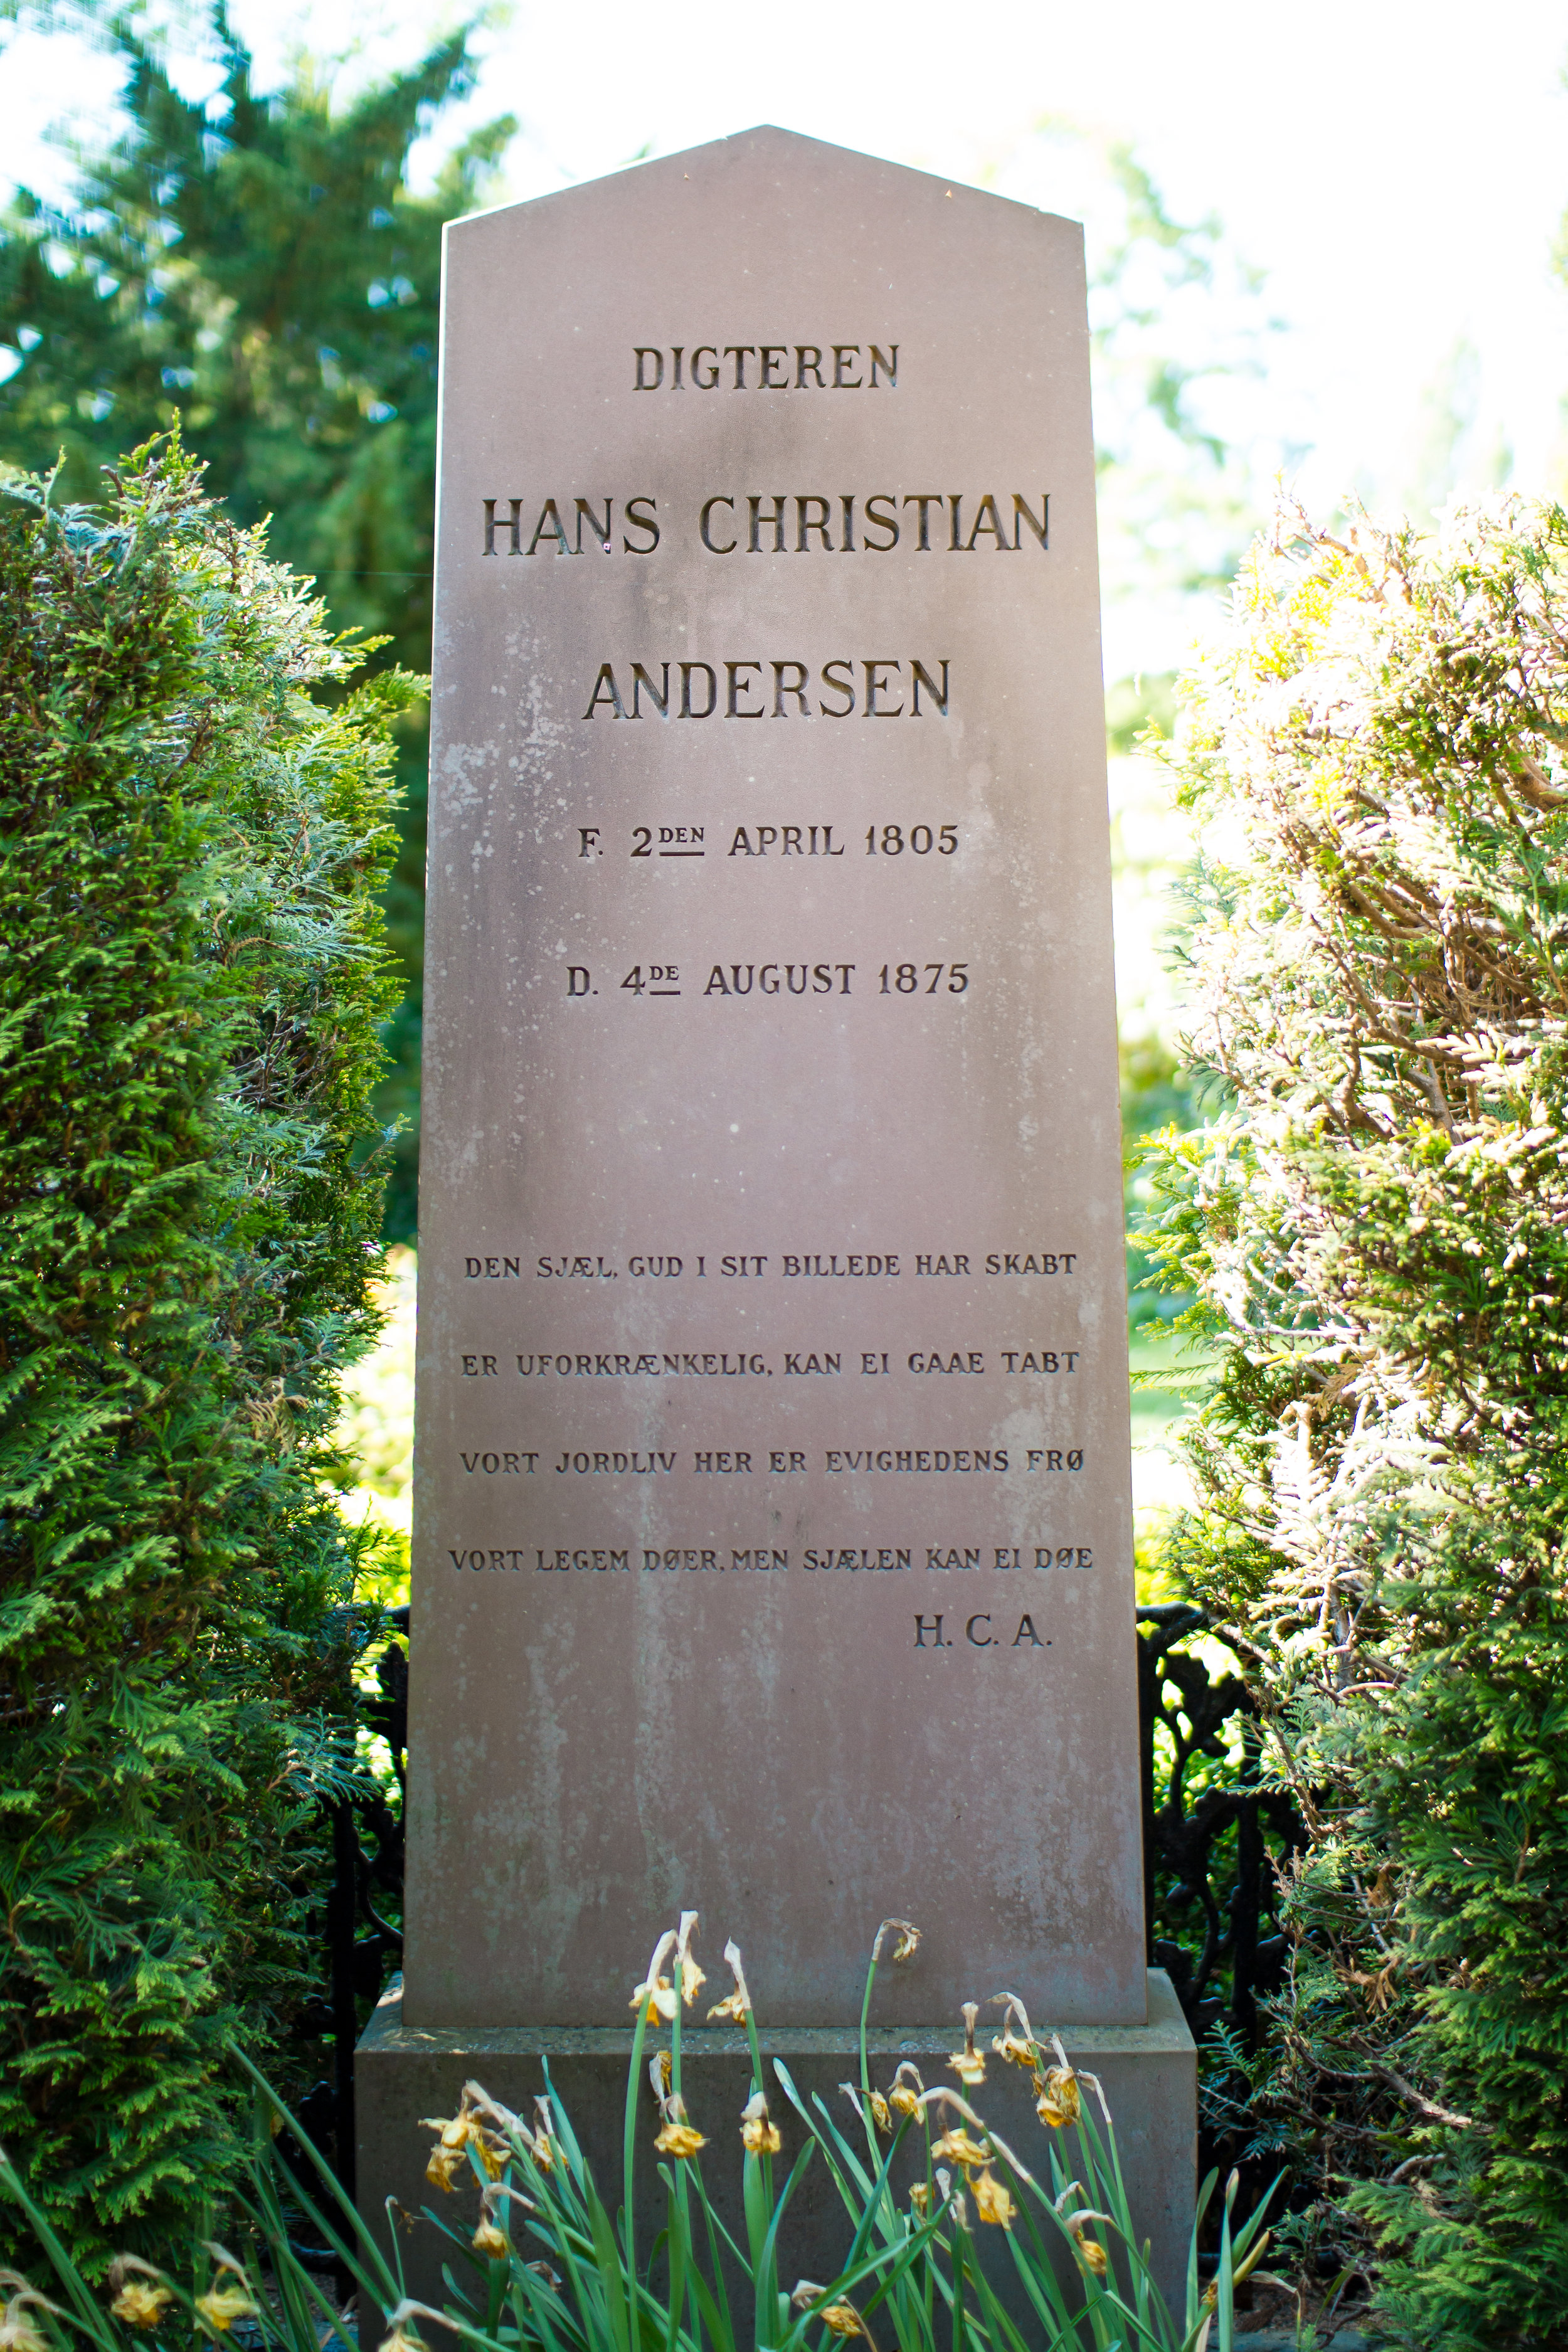 DIGTEREN
HANS CHRISTIAN
ANDERSEN
F. 2DEN APRIL 1805
D. 4DE AUGUST 1875
DEN SJÆL, GUD I SIT BILLEDE HAR SKABT
ER UFORKRÆNKELIG, KAN EI GAAE TABT
VORT JORDLIV HER ER EVIGHEDENS FRØ
VORT LEGEM DØER, MEN SJÆLEN KAN EI DØE
H. C. A.